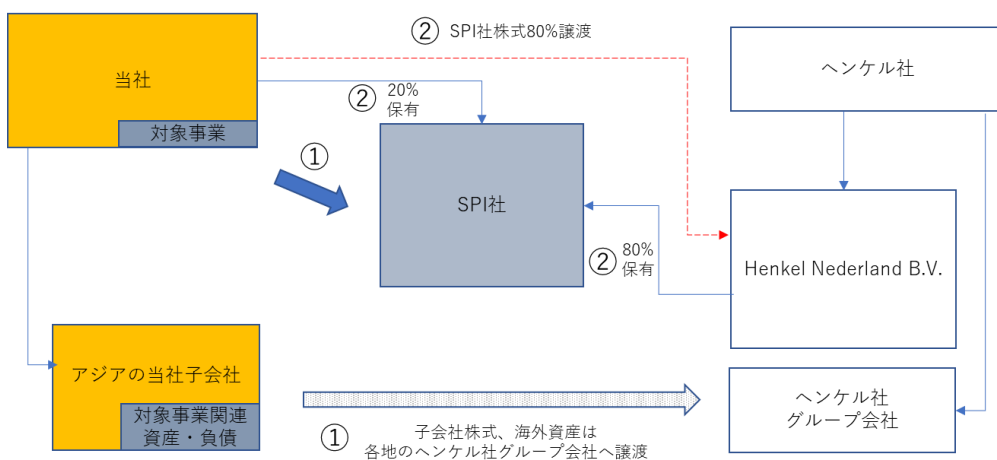 ② SPI社株式80%譲渡
当社
対象事業
② 20%
保有
ヘンケル社
①
SPI社
② 80%
保有
Henkel Nederland B.V.
アジアの当社子会社
対象事業関連
資産・負債
① 子会社株式、海外資産は
各地のヘンケル社グループ会社へ譲渡
ヘンケル社
グループ会社